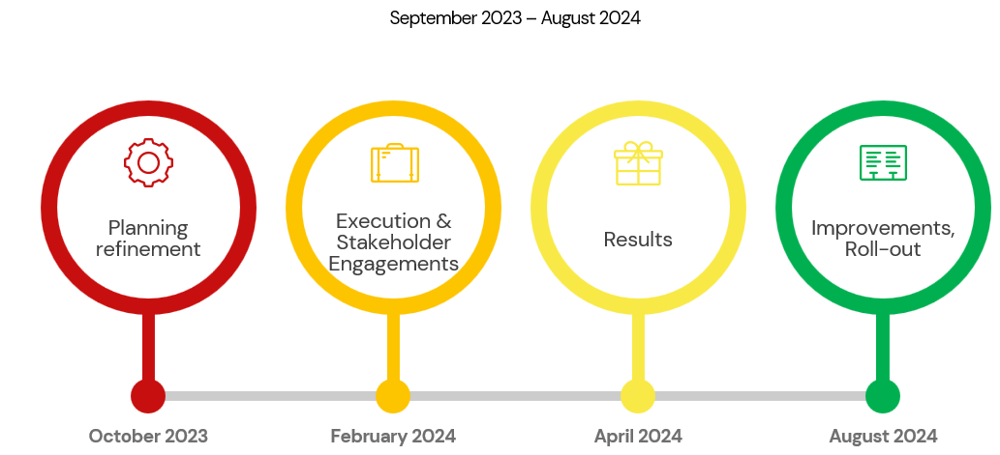 September 2023 – August 2024
Planning
refinement
Execution &
Stakeholder
Engagements
Results
Improvements,
Roll-out
October 2023
February 2024
April 2024
August 2024